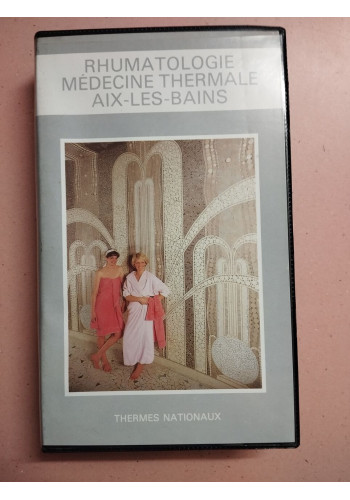 RHUMATOLOGIE
MÉDECINE THERMALE
AIX-LES-BAINS
THERMES NATIONAUX